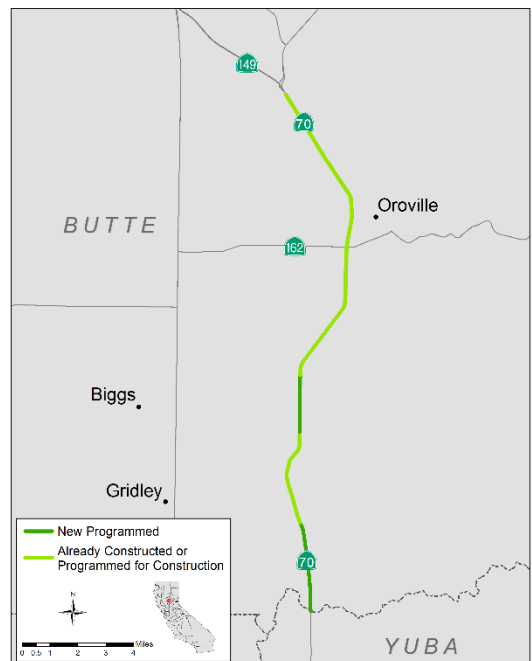 149
70
Oroville
BUTTE
162
Biggs
Gridley
New Programmed
Already Constructed or
Programmed for Construction
70
N
Miles
0 0.5 1 2 3 4
YUBA